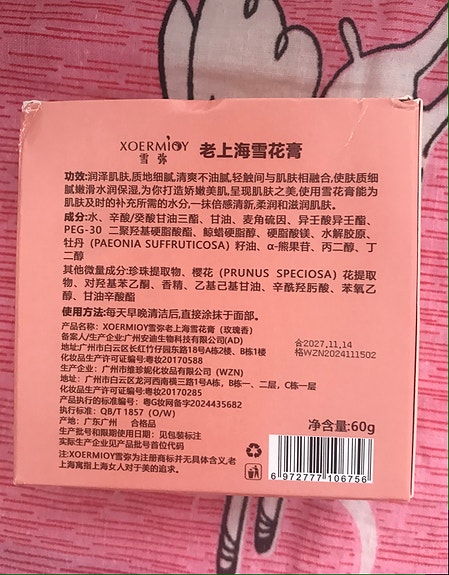 XOERMIOY
雪弥
老上海雪花膏
功效:润泽肌肤,质地细腻,清爽不油腻,轻触间与肌肤相融合,使肤质细
腻嫩滑水润保湿,为你打造娇嫩美肌,呈现肌肤之美,使用雪花膏能为
肌肤及时的补充所需的水分,一抹倍感清新,柔润和滋润肌肤。
成分:水、辛酸/癸酸甘油三酯、甘油、麦角硫因、异壬酸异壬酯、
PEG-30 二聚羟基硬脂酸酯、鲸蜡硬脂醇、硬脂酸镁、水解胶原、
牡丹 (PAEONIA SUFFRUTICOSA) 籽油、α-熊果苷、丙二醇、丁
二醇
其他微量成分:珍珠提取物、樱花 (PRUNUS SPECIOSA) 花提取
物、对羟基苯乙酮、香精、乙基己基甘油、辛酰羟肟酸、苯氧乙
醇、甘油辛酸酯
使用方法:每天早晚清洁后,直接涂抹于面部。
产品名称: XOERMIOY雪弥老上海雪花膏 (玫瑰香)
备案人/生产企业:广州安迪生物科技有限公司(AD)
地址:广州市白云区长红竹仔园东路18号A栋2楼、B栋1楼
化妆品生产许可证编号:粤妆20170588
生产企业:广州市维珍妮化妆品有限公司 (WZN)
地址:广州市白云区龙河西南横三路1号A栋, B栋一、二层, C栋一层
化妆品生产许可证编号:粤妆20170285
产品执行的标准编号: 粤G妆网备字2024435682
执行标准: QB/T 1857 (O/W)
产地: 广东广州 合格品
生产批号和限期使用日期: 见包装标注
实际生产企业见产品批号首位代码
注:XOERMIOY雪弥为注册商标并无具体含义,老
上海寓指上海女人对于美的追求。
合2027.11.14
格WZN2024111502
净含量:60g
6 972777 106756